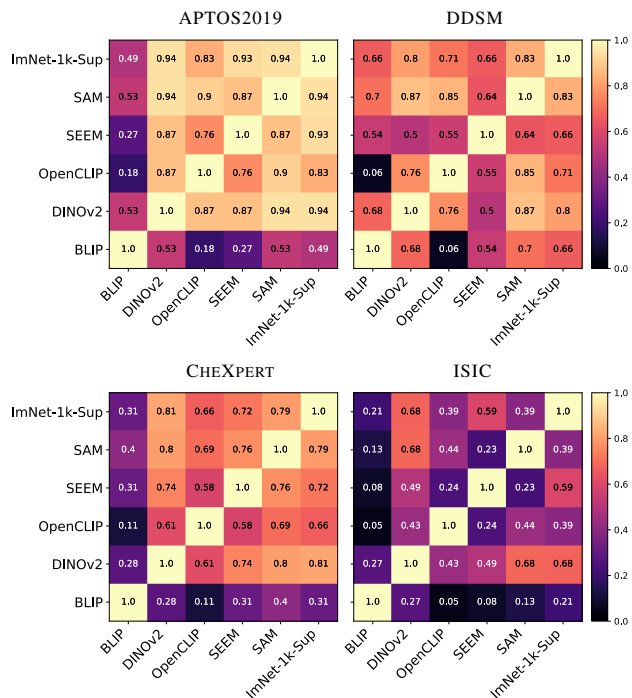 APTOS2019 DDSM
ImNet-1k-Sup 0.49 0.94 0.83 0.93 0.94 1.0 0.66 0.8 0.71 0.66 0.83 1.0 1.0
SAM 0.53 0.94 0.9 0.87 1.0 0.94 0.7 0.87 0.85 0.64 1.0 0.83 0.8
SEEM 0.27 0.87 0.76 1.0 0.87 0.93 0.54 0.5 0.55 1.0 0.64 0.66 0.6
OpenCLIP 0.18 0.87 1.0 0.76 0.9 0.83 0.06 0.76 1.0 0.55 0.85 0.71 0.4
DINOv2 0.53 1.0 0.87 0.87 0.94 0.94 0.68 1.0 0.76 0.5 0.87 0.8 0.2
BLIP 1.0 0.53 0.18 0.27 0.53 0.49 1.0 0.68 0.06 0.54 0.7 0.66 0.0
BLIP DINOv2 OpenCLIP SEEM SAM ImNet-1k-Sup BLIP DINOv2 OpenCLIP SEEM SAM ImNet-1k-Sup
CHEXPERT ISIC
ImNet-1k-Sup 0.31 0.81 0.66 0.72 0.79 1.0 0.21 0.68 0.39 0.59 0.39 1.0 1.0
SAM 0.4 0.8 0.69 0.76 1.0 0.79 0.13 0.68 0.44 0.23 1.0 0.39 0.8
SEEM 0.31 0.74 0.58 1.0 0.76 0.72 0.08 0.49 0.24 1.0 0.23 0.59 0.6
OpenCLIP 0.11 0.61 1.0 0.58 0.69 0.66 0.05 0.43 1.0 0.24 0.44 0.39 0.4
DINOv2 0.28 1.0 0.61 0.74 0.8 0.81 0.27 1.0 0.43 0.49 0.68 0.68 0.2
BLIP 1.0 0.28 0.11 0.31 0.4 0.31 1.0 0.27 0.05 0.08 0.13 0.21 0.0
BLIP DINOv2 OpenCLIP SEEM SAM ImNet-1k-Sup BLIP DINOv2 OpenCLIP SEEM SAM ImNet-1k-Sup